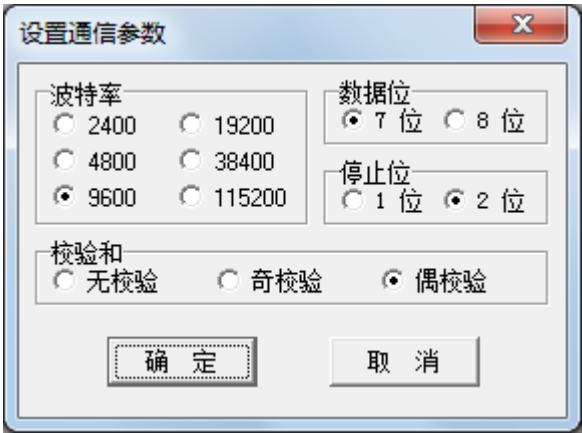 设置通信参数
波特率
2400 19200
4800 38400
9600 115200
数据位
7 位 8 位
停止位
1 位 2 位
校验和
无校验 奇校验 偶校验
确 定 取 消